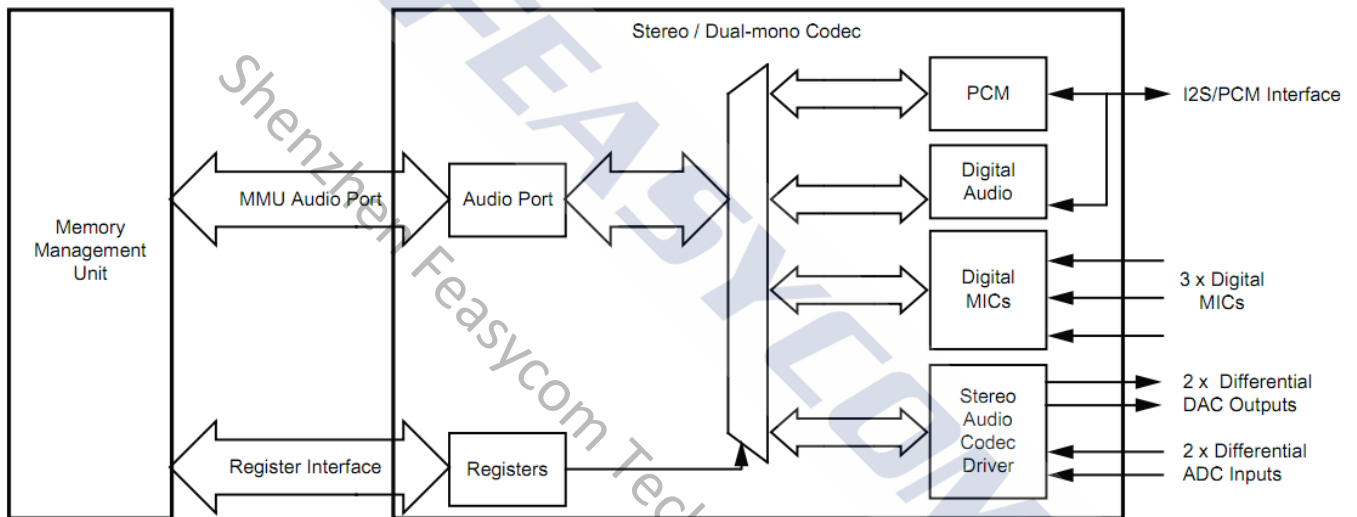 Stereo / Dual-mono Codec
Memory
Management
Unit
MMU Audio Port
Audio Port
Register Interface
Registers
PCM
Digital
Audio
Digital
MICs
Stereo
Audio
Codec
Driver
I2S/PCM Interface
3 x Digital
MICs
2 x Differential
DAC Outputs
2 x Differential
ADC Inputs
Shenzhen Feasycom Tech
FEASYCOM